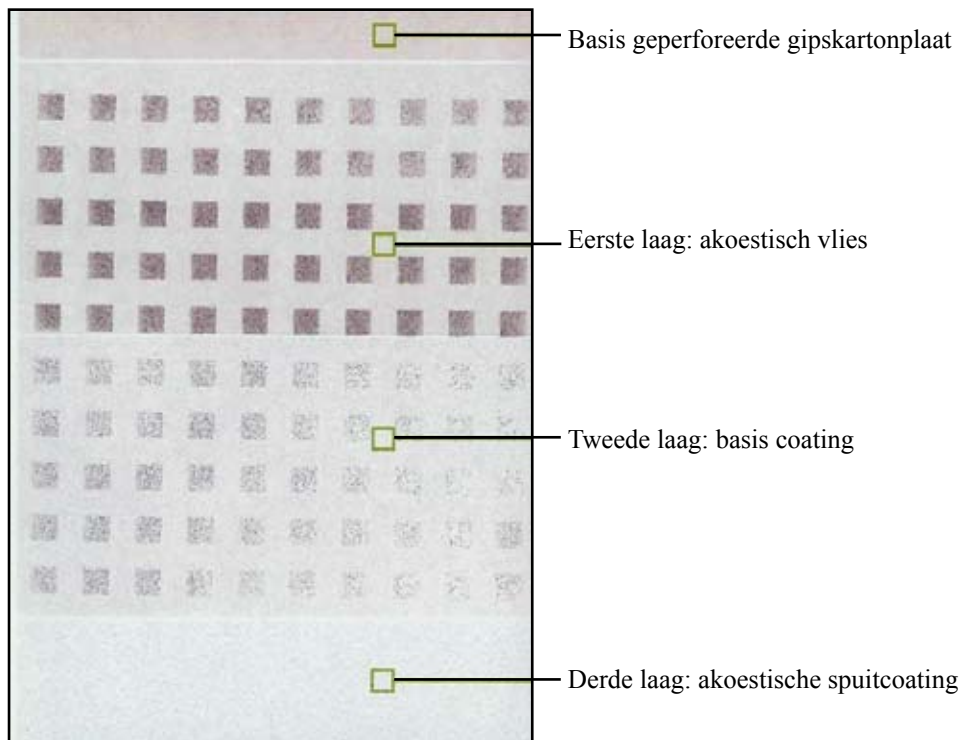 Basis geperforeerde gipskartonplaat
Eerste laag: akoestisch vlies
Tweede laag: basis coating
Derde laag: akoestische spuitcoating